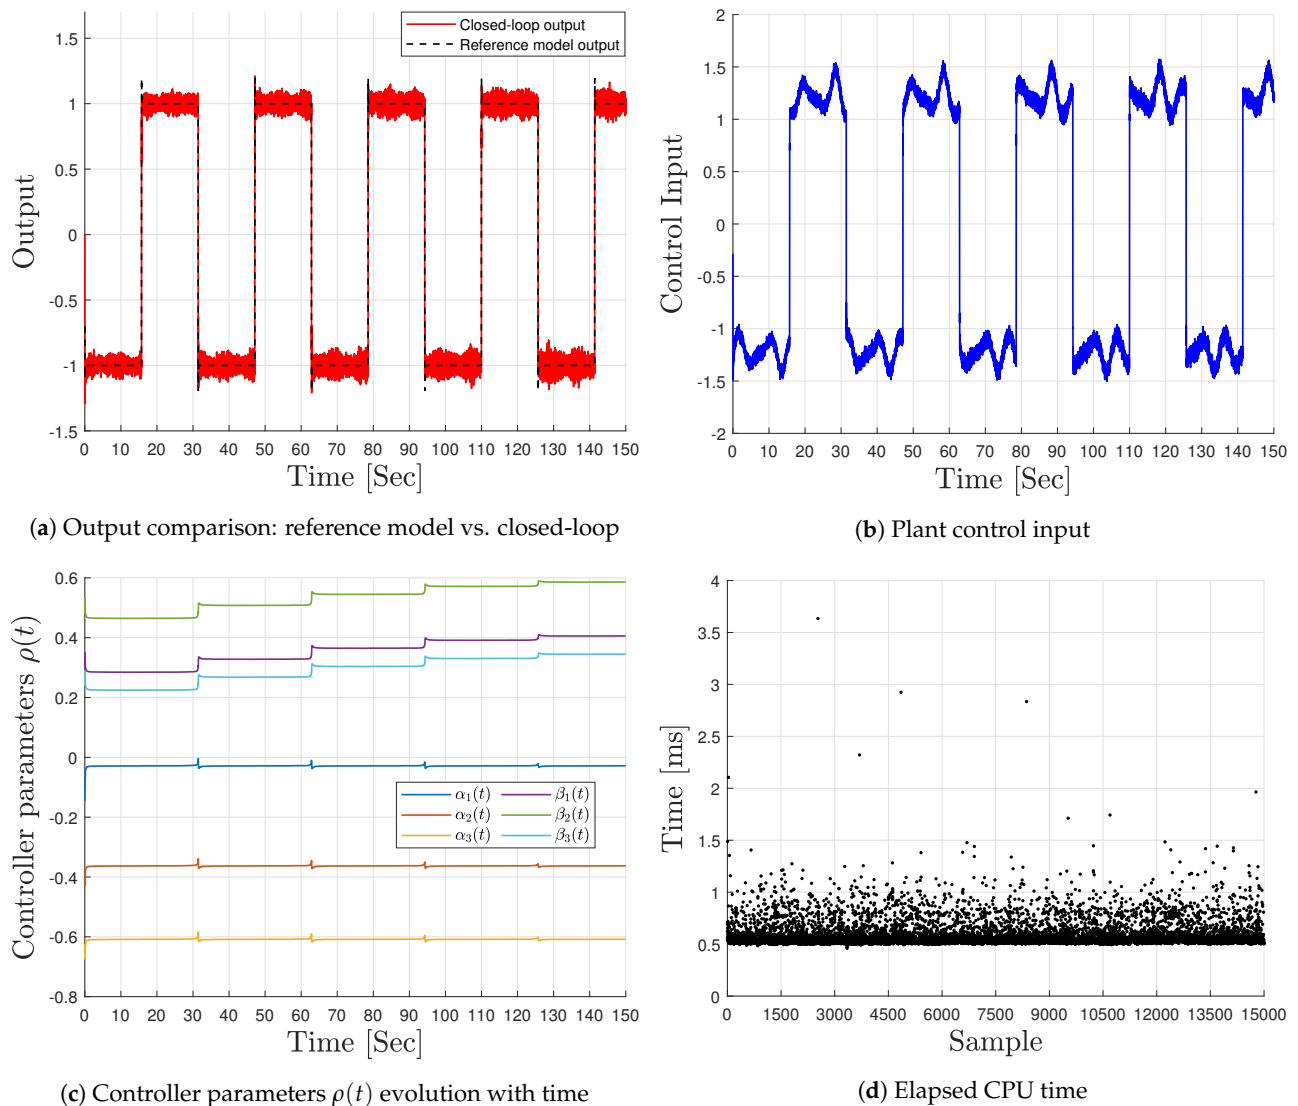 1.5
1
0.5
0
-0.5
-1
-1.5
Output
Closed-loop output
Reference model output
0 10 20 30 40 50 60 70 80 90 100 110 120 130 140 150
Time [Sec]
(a) Output comparison: reference model vs. closed-loop
2
1.5
1
0.5
0
-0.5
-1
-1.5
-2
Control Input
0 10 20 30 40 50 60 70 80 90 100 110 120 130 140 150
Time [Sec]
(b) Plant control input
0.6
0.4
0.2
0
-0.2
-0.4
-0.6
-0.8
Controller parameters ρ(t)
α₁(t) β₁(t)
α₂(t) β₂(t)
α₃(t) β₃(t)
0 10 20 30 40 50 60 70 80 90 100 110 120 130 140 150
Time [Sec]
(c) Controller parameters ρ(t) evolution with time
4
3.5
3
2.5
2
1.5
1
0.5
0
Time [ms]
0 1500 3000 4500 6000 7500 9000 10500 12000 13500 15000
Sample
(d) Elapsed CPU time